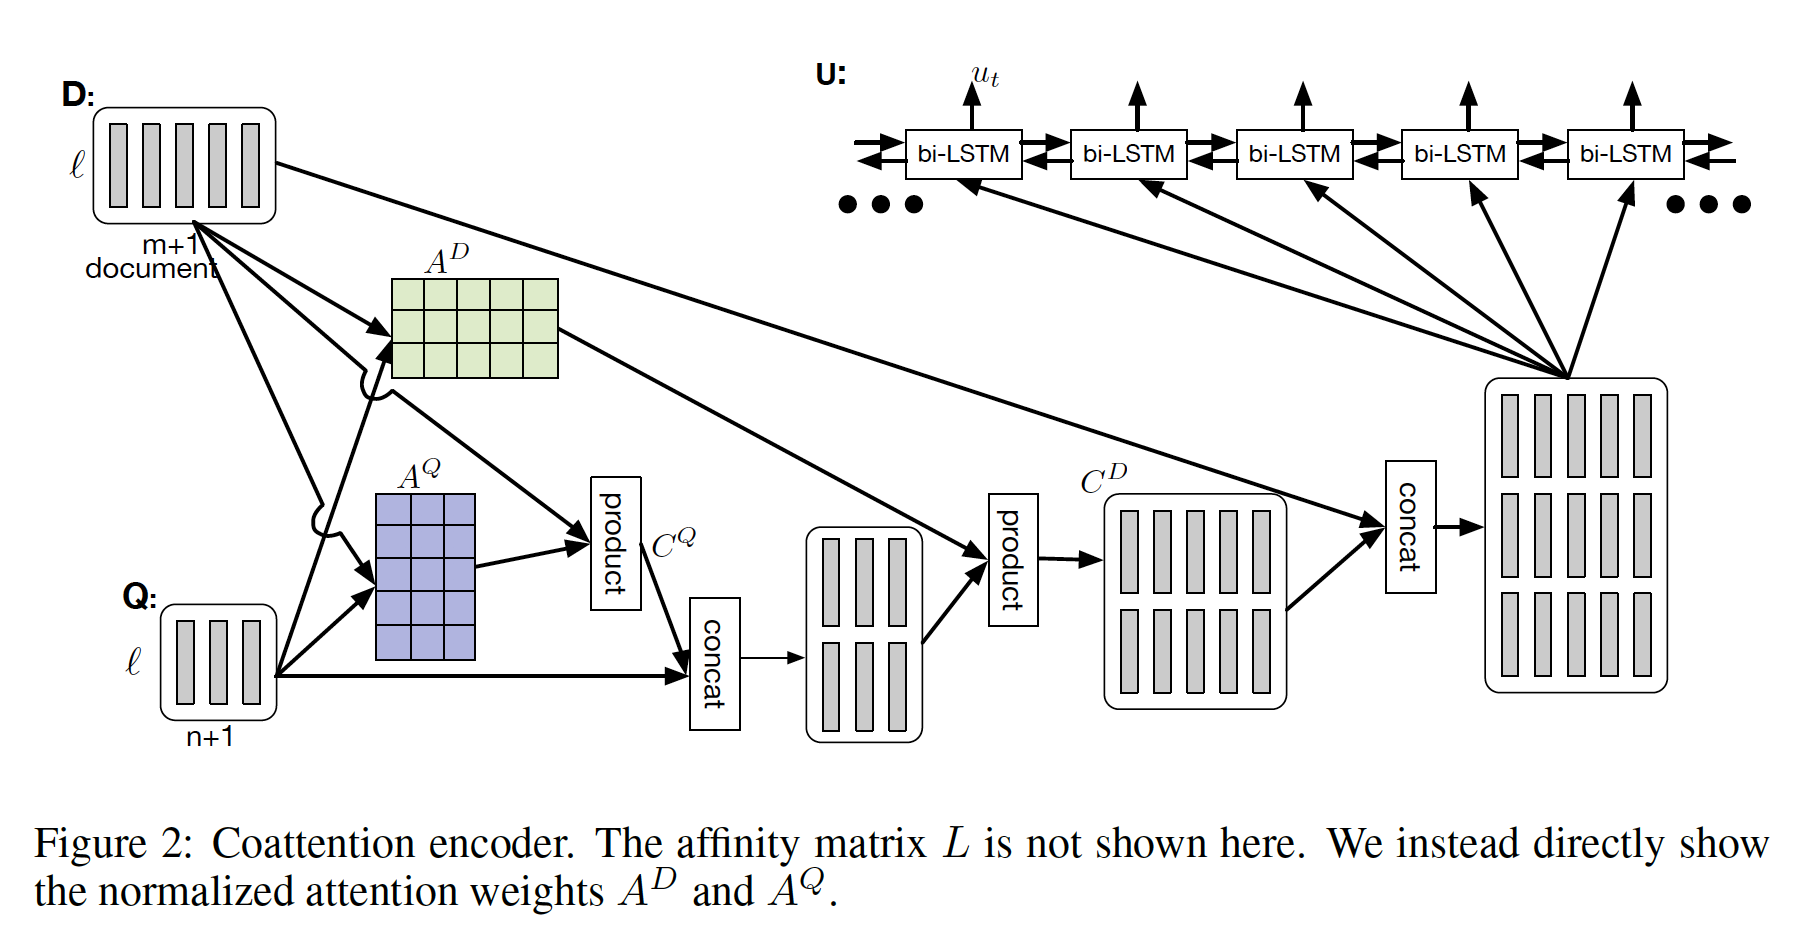 D:
ℓ
m+1
document
A^D
A^Q
Q:
ℓ
n+1
product
C^Q
concat
product
C^D
concat
U:
u_t
bi-LSTM
bi-LSTM
bi-LSTM
bi-LSTM
bi-LSTM
Figure 2: Coattention encoder. The affinity matrix L is not shown here. We instead directly show
the normalized attention weights A^D and A^Q.